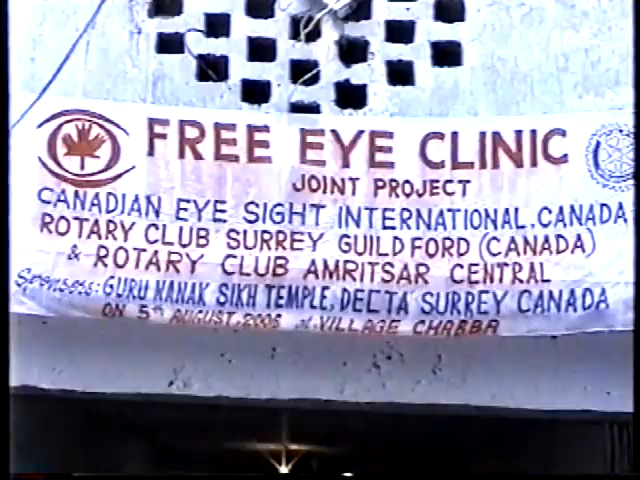 FREE EYE CLINIC
JOINT PROJECT
CANADIAN EYE SIGHT INTERNATIONAL, CANADA
ROTARY CLUB SURREY GUILDFORD (CANADA)
& ROTARY CLUB AMRITSAR CENTRAL
GURU NANAK SIKH TEMPLE, DELTA SURREY CANADA
ON 5TH AUGUST, 2006 at VILLAGE CHABBA